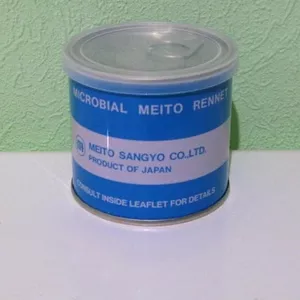 MICROBIAL MEITO RENNET
MEITO SANGYO CO.,LTD.
PRODUCT OF JAPAN
CONSULT INSIDE LEAFLET FOR DETAILS